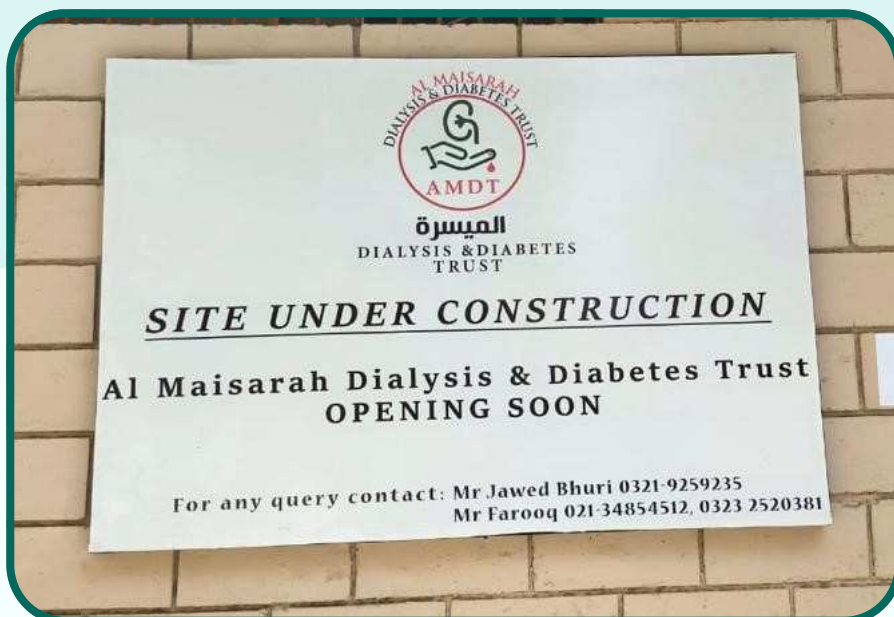 AL MAISARAH
DIALYSIS & DIABETES TRUST
AMDT
الميسرة
DIALYSIS &DIABETES
TRUST
SITE UNDER CONSTRUCTION
Al Maisarah Dialysis & Diabetes Trust
OPENING SOON
For any query contact: Mr Jawed Bhuri 0321-9259235
Mr Farooq 021-34854512, 0323 2520381